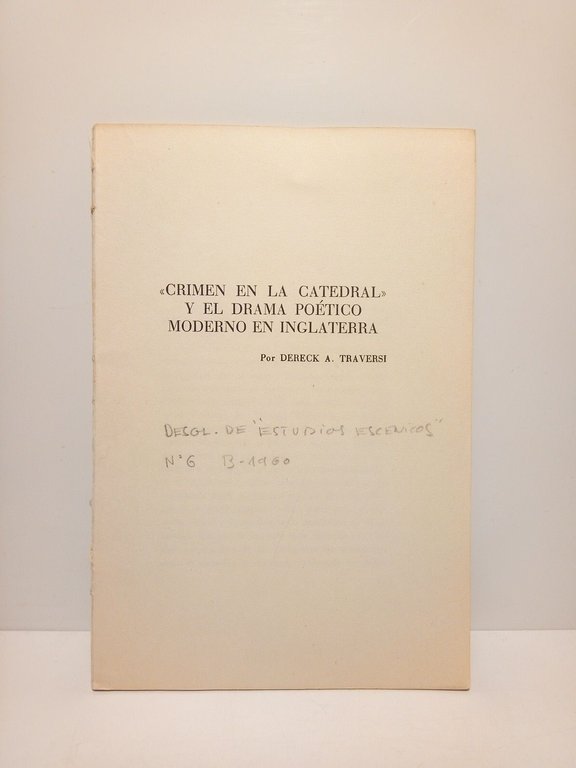 «CRIMEN EN LA CATEDRAL»
Y EL DRAMA POÉTICO
MODERNO EN INGLATERRA
Por DERECK A. TRAVERSI
DESGL. DE "ESTUDIOS ESCENICOS"
Nº 6 B-1960